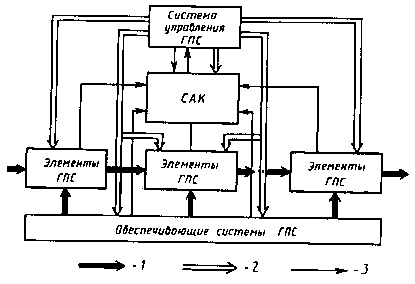 Система
управления
ГПС
САК
Элементы
ГПС
Элементы
ГПС
Элементы
ГПС
Обеспечивающие системы ГПС
-1
-2
-3